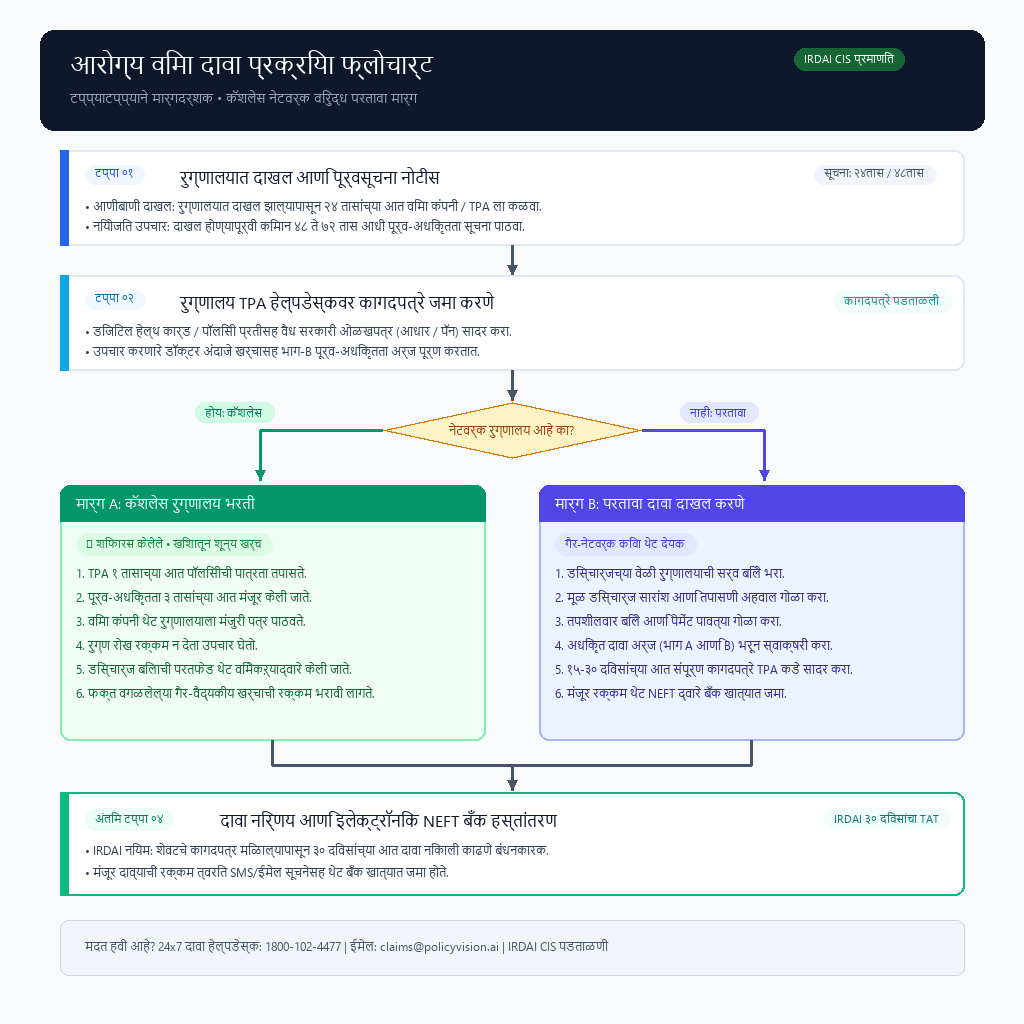 आरोग्य विमा दावा प्रक्रिया फ्लोचार्ट
IRDAI CIS प्रमाणित
टप्प्याटप्प्याने मार्गदर्शक • कॅशलेस नेटवर्क विरुद्ध परतावा मार्ग
टप्पा ०१
रुग्णालयात दाखल आणि पूर्वसूचना नोटीस
सूचना: २४तास / ४८तास
• आणीबाणी दाखल: रुग्णालयात दाखल झाल्यापासून २४ तासांच्या आत विमा कंपनी / TPA ला कळवा.
• नियोजित उपचार: दाखल होण्यापूर्वी किमान ४८ ते ७२ तास आधी पूर्व-अधिकृतता सूचना पाठवा.
टप्पा ०२
रुग्णालय TPA हेल्पडेस्कवर कागदपत्रे जमा करणे
कागदपत्रे पडताळली
• डिजिटल हेल्थ कार्ड / पॉलिसी प्रतीसह वैध सरकारी ओळखपत्र (आधार / पॅन) सादर करा.
• उपचार करणारे डॉक्टर अंदाजे खर्चासह भाग-B पूर्व-अधिकृतता अर्ज पूर्ण करतात.
होय: कॅशलेस
नेटवर्क रुग्णालय आहे का?
नाही: परतावा
मार्ग A: कॅशलेस रुग्णालय भरती
शिफारस केलेले • खिशातून शून्य खर्च
1. TPA १ तासाच्या आत पॉलिसीची पात्रता तपासते.
2. पूर्व-अधिकृतता ३ तासांच्या आत मंजूर केली जाते.
3. विमा कंपनी थेट रुग्णालयाला मंजुरी पत्र पाठवते.
4. रुग्ण रोख रक्कम न देता उपचार घेतो.
5. डिस्चार्ज बिलाची परतफेड थेट विमेकऱ्याद्वारे केली जाते.
6. फक्त वगळलेल्या गैर-वैद्यकीय खर्चाची रक्कम भरावी लागते.
मार्ग B: परतावा दावा दाखल करणे
गैर-नेटवर्क किंवा थेट देयक
1. डिस्चार्जच्या वेळी रुग्णालयाची सर्व बिले भरा.
2. मूळ डिस्चार्ज सारांश आणि तपासणी अहवाल गोळा करा.
3. तपशीलवार बिले आणि पेमेंट पावत्या गोळा करा.
4. अधिकृत दावा अर्ज (भाग A आणि B) भरून स्वाक्षरी करा.
5. १५-३० दिवसांच्या आत संपूर्ण कागदपत्रे TPA कडे सादर करा.
6. मंजूर रक्कम थेट NEFT द्वारे बँक खात्यात जमा.
अंतिम टप्पा ०४
दावा निर्णय आणि इलेक्ट्रॉनिक NEFT बँक हस्तांतरण
IRDAI ३० दिवसांचा TAT
• IRDAI नियम: शेवटचे कागदपत्र मिळाल्यापासून ३० दिवसांच्या आत दावा निकाली काढणे बंधनकारक.
• मंजूर दाव्याची रक्कम त्वरित SMS/ईमेल सूचनेसह थेट बँक खात्यात जमा होते.
मदत हवी आहे? 24x7 दावा हेल्पडेस्क: 1800-102-4477 | ईमेल: claims@policyvision.ai | IRDAI CIS पडताळणी